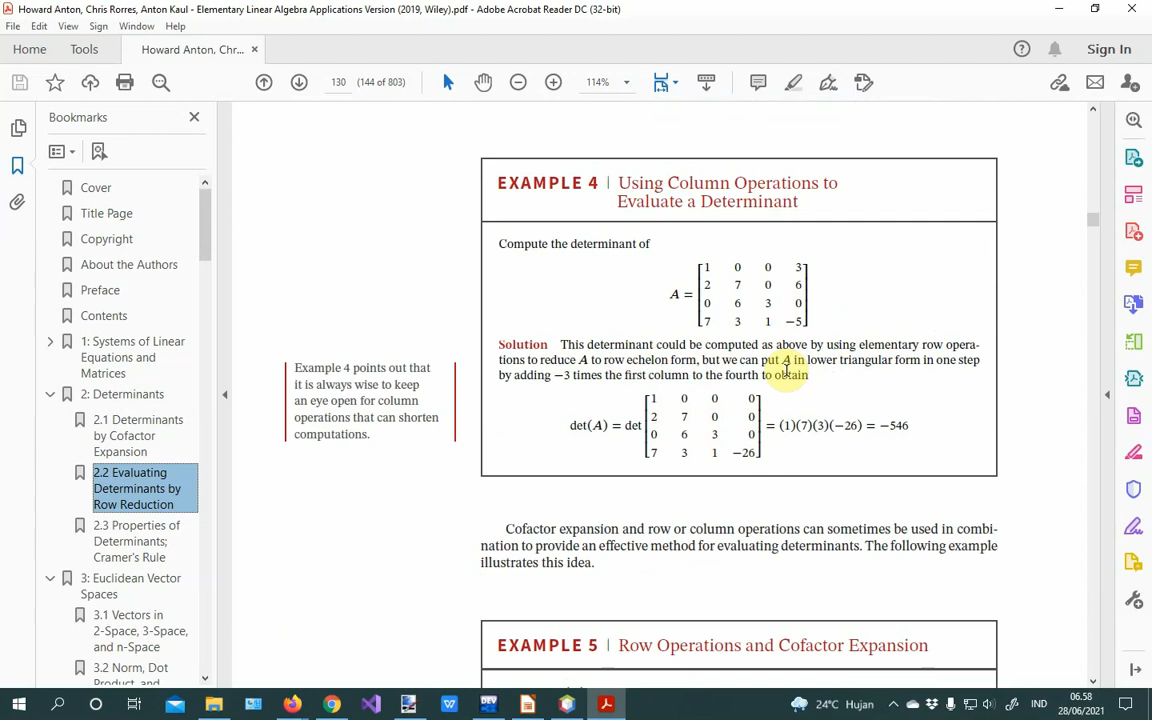 Howard Anton, Chris Rorres, Anton Kaul - Elementary Linear Algebra Applications Version (2019, Wiley).pdf - Adobe Acrobat Reader DC (32-bit)
File Edit View Sign Window Help
Home Tools Howard Anton, Chr... × Sign In
130 (144 of 803) 114%
Bookmarks
Cover
Title Page
Copyright
About the Authors
Preface
Contents
1: Systems of Linear
Equations and
Matrices
2: Determinants
2.1 Determinants
by Cofactor
Expansion
2.2 Evaluating
Determinants by
Row Reduction
2.3 Properties of
Determinants;
Cramer's Rule
3: Euclidean Vector
Spaces
3.1 Vectors in
2-Space, 3-Space,
and n-Space
3.2 Norm, Dot
Product, and
EXAMPLE 4 | Using Column Operations to
Evaluate a Determinant
Compute the determinant of
1 0 0 3
2 7 0 6
A =
0 6 3 0
7 3 1 −5
Solution This determinant could be computed as above by using elementary row opera-
tions to reduce A to row echelon form, but we can put A in lower triangular form in one step
by adding −3 times the first column to the fourth to obtain
1 0 0 0
2 7 0 0
det(A) = det = (1)(7)(3)(−26) = −546
0 6 3 0
7 3 1 −26
Example 4 points out that
it is always wise to keep
an eye open for column
operations that can shorten
computations.
Cofactor expansion and row or column operations can sometimes be used in combi-
nation to provide an effective method for evaluating determinants. The following example
illustrates this idea.
EXAMPLE 5 | Row Operations and Cofactor Expansion
24°C Hujan IND 06.58
28/06/2021